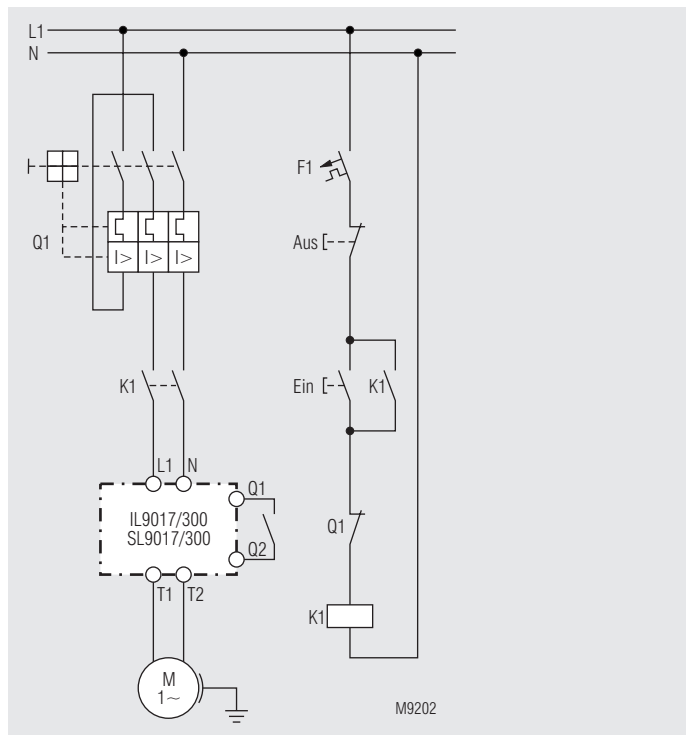 L1
N
F1
Q1
Aus
I> I> I>
K1
Ein
K1
L1 N
Q1
IL9017/300
SL9017/300
Q2
Q1
T1 T2
K1
M
1~
M9202